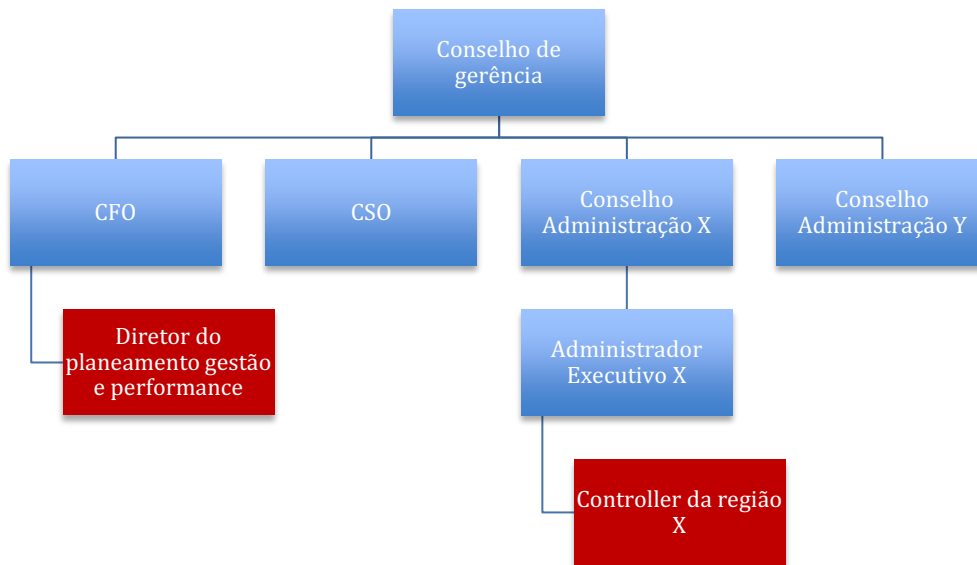 Conselho de
gerência
CFO
CSO
Conselho
Administração X
Conselho
Administração Y
Diretor do
planeamento gestão
e performance
Administrador
Executivo X
Controller da região
X